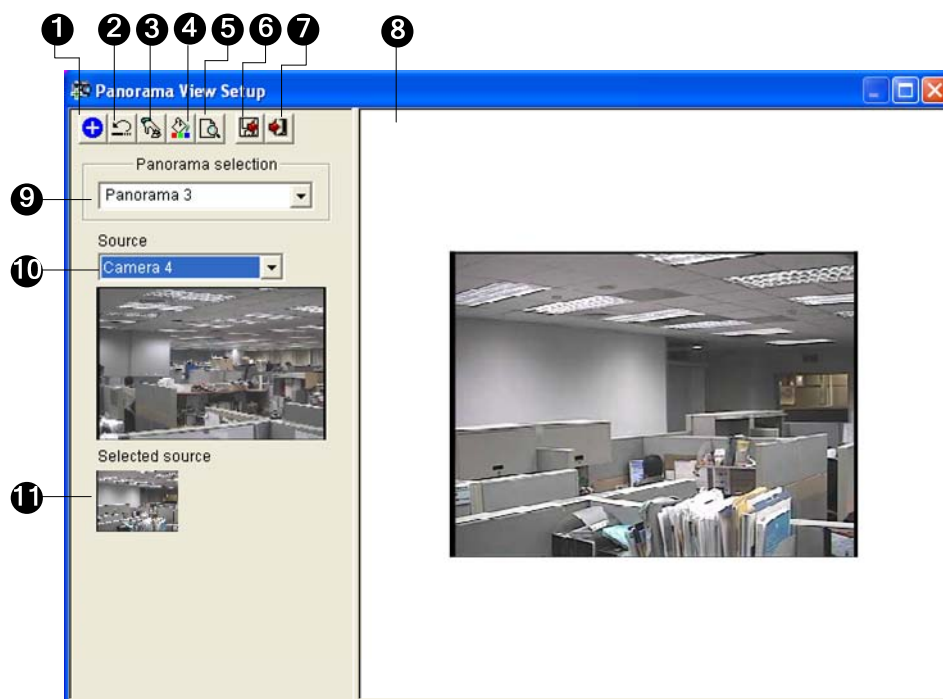 1 2 3 4 5 6 7 8
Panorama View Setup
Panorama selection
9 Panorama 3
Source
10 Camera 4
Selected source
11